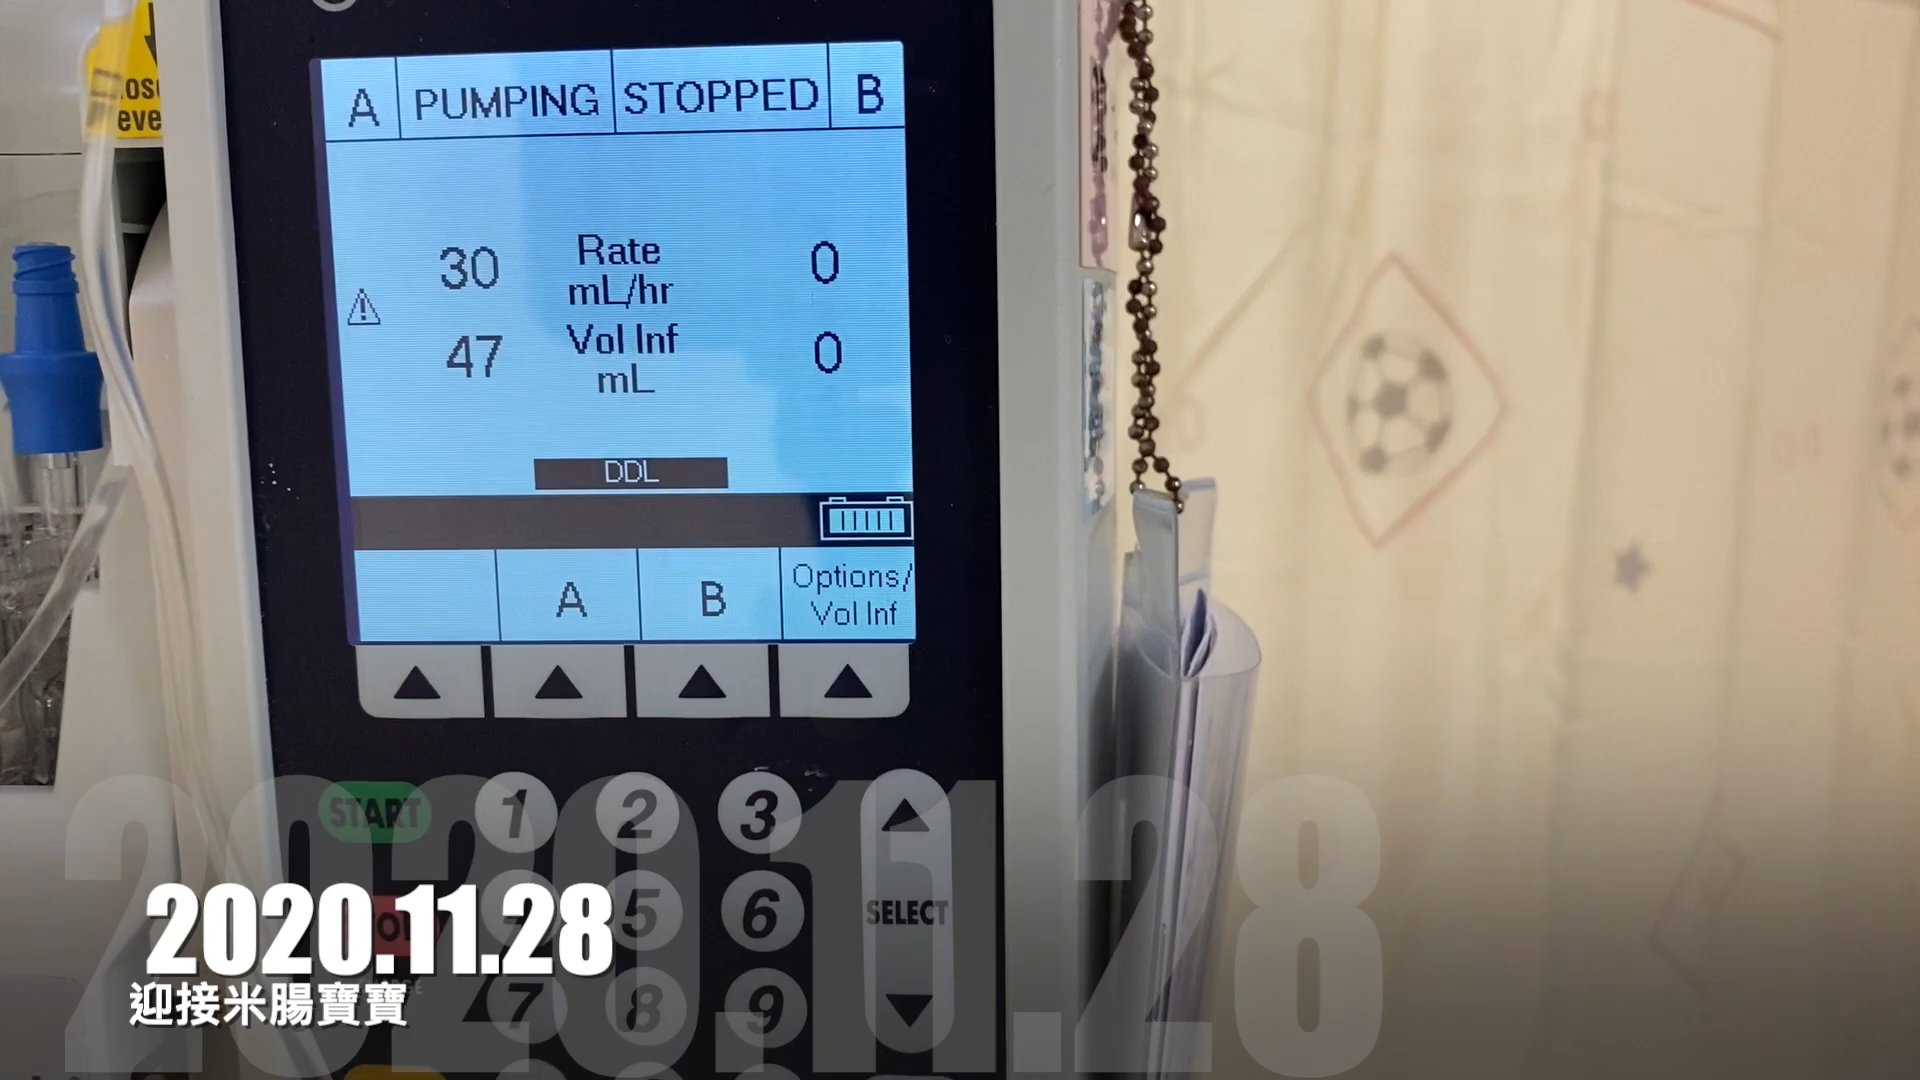 A PUMPING STOPPED B
30 Rate mL/hr 0
47 Vol Inf mL 0
DDL
A B Options/
Vol Inf
START 1 2 3
5 6 SELECT
7 8 9
2020.11.28
2020.11.28
迎接米腸寶寶